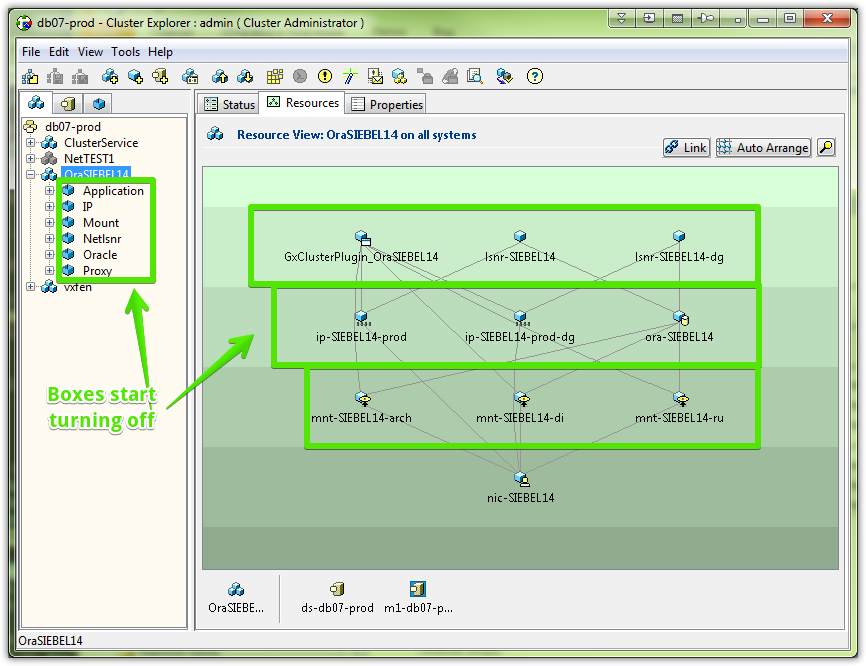 db07-prod - Cluster Explorer : admin ( Cluster Administrator )
File Edit View Tools Help
Status Resources Properties
db07-prod
ClusterService
NetTEST1
OraSIEBEL14
Application
IP
Mount
Netlsnr
Oracle
Proxy
vxfen
Resource View: OraSIEBEL14 on all systems
Link Auto Arrange
GxClusterPlugin_OraSIEBEL14 lsnr-SIEBEL14 lsnr-SIEBEL14-dg
ip-SIEBEL14-prod ip-SIEBEL14-prod-dg ora-SIEBEL14
mnt-SIEBEL14-arch mnt-SIEBEL14-di mnt-SIEBEL14-ru
nic-SIEBEL14
Boxes start
turning off
OraSIEBE... ds-db07-prod m1-db07-p...
OraSIEBEL14